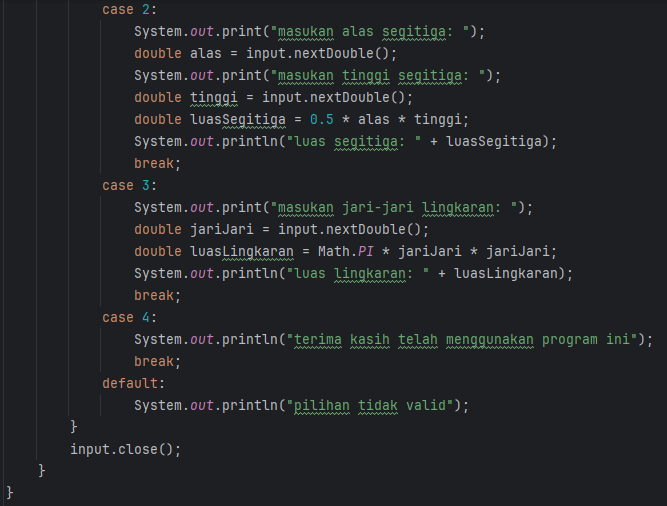 case 2:
System.out.print("masukan alas segitiga: ");
double alas = input.nextDouble();
System.out.print("masukan tinggi segitiga: ");
double tinggi = input.nextDouble();
double luasSegitiga = 0.5 * alas * tinggi;
System.out.println("luas segitiga: " + luasSegitiga);
break;
case 3:
System.out.print("masukan jari-jari lingkaran: ");
double jariJari = input.nextDouble();
double luasLingkaran = Math.PI * jariJari * jariJari;
System.out.println("luas lingkaran: " + luasLingkaran);
break;
case 4:
System.out.println("terima kasih telah menggunakan program ini");
break;
default:
System.out.println("pilihan tidak valid");
}
input.close();
}
}